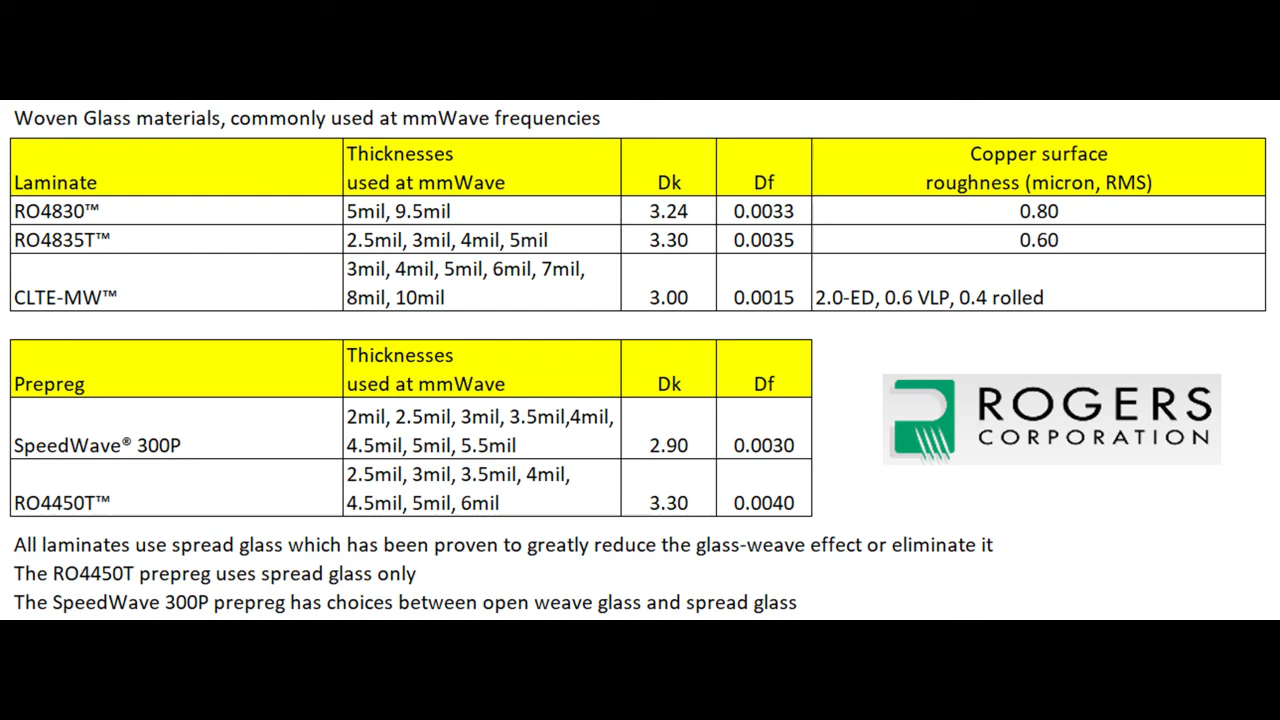 Woven Glass materials, commonly used at mmWave frequencies
Laminate Thicknesses used at mmWave Dk Df Copper surface roughness (micron, RMS)
RO4830™ 5mil, 9.5mil 3.24 0.0033 0.80
RO4835T™ 2.5mil, 3mil, 4mil, 5mil 3.30 0.0035 0.60
CLTE-MW™ 3mil, 4mil, 5mil, 6mil, 7mil, 8mil, 10mil 3.00 0.0015 2.0-ED, 0.6 VLP, 0.4 rolled
Prepreg Thicknesses used at mmWave Dk Df
SpeedWave® 300P 2mil, 2.5mil, 3mil, 3.5mil,4mil, 4.5mil, 5mil, 5.5mil 2.90 0.0030
RO4450T™ 2.5mil, 3mil, 3.5mil, 4mil, 4.5mil, 5mil, 6mil 3.30 0.0040
ROGERS
CORPORATION
All laminates use spread glass which has been proven to greatly reduce the glass-weave effect or eliminate it
The RO4450T prepreg uses spread glass only
The SpeedWave 300P prepreg has choices between open weave glass and spread glass